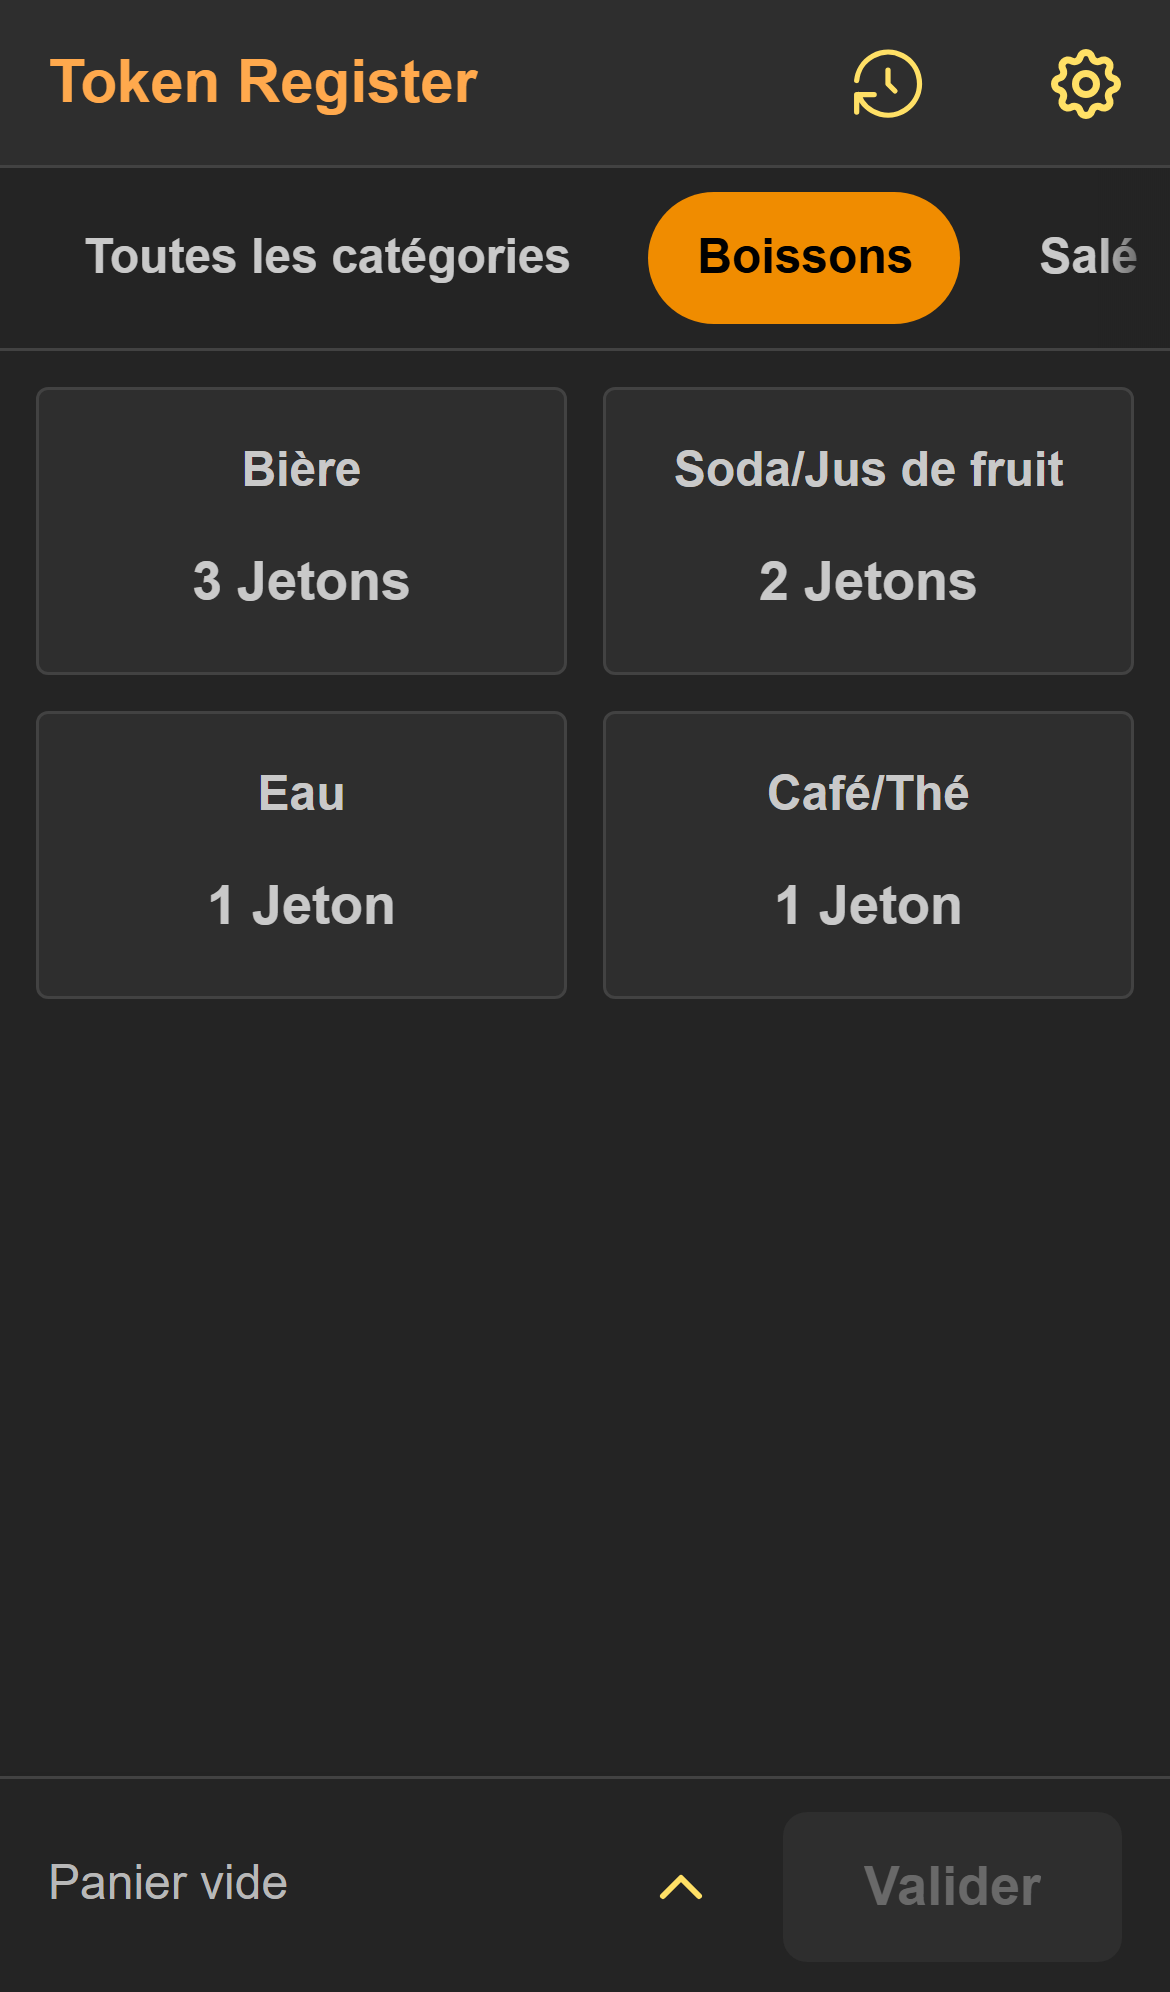 Token Register
Toutes les catégories
Boissons
Salé
Bière
3 Jetons
Soda/Jus de fruit
2 Jetons
Eau
1 Jeton
Café/Thé
1 Jeton
Panier vide
Valider